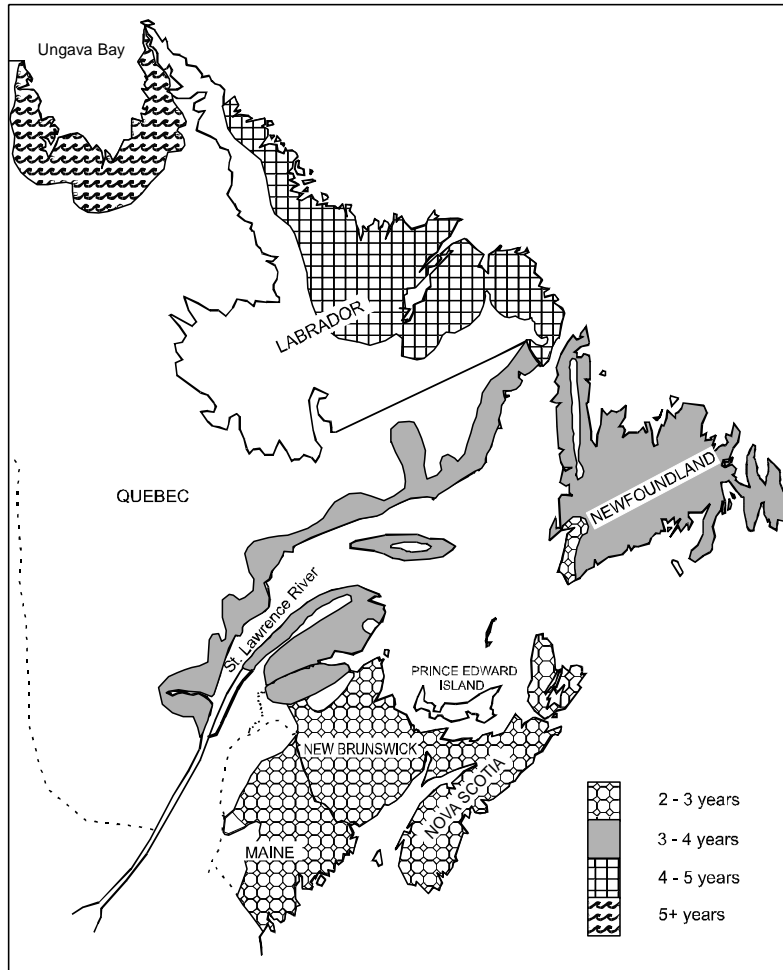 Ungava Bay
LABRADOR
QUEBEC
NEWFOUNDLAND
St. Lawrence River
PRINCE EDWARD
ISLAND
NEW BRUNSWICK
NOVA SCOTIA
MAINE
2 - 3 years
3 - 4 years
4 - 5 years
5+ years